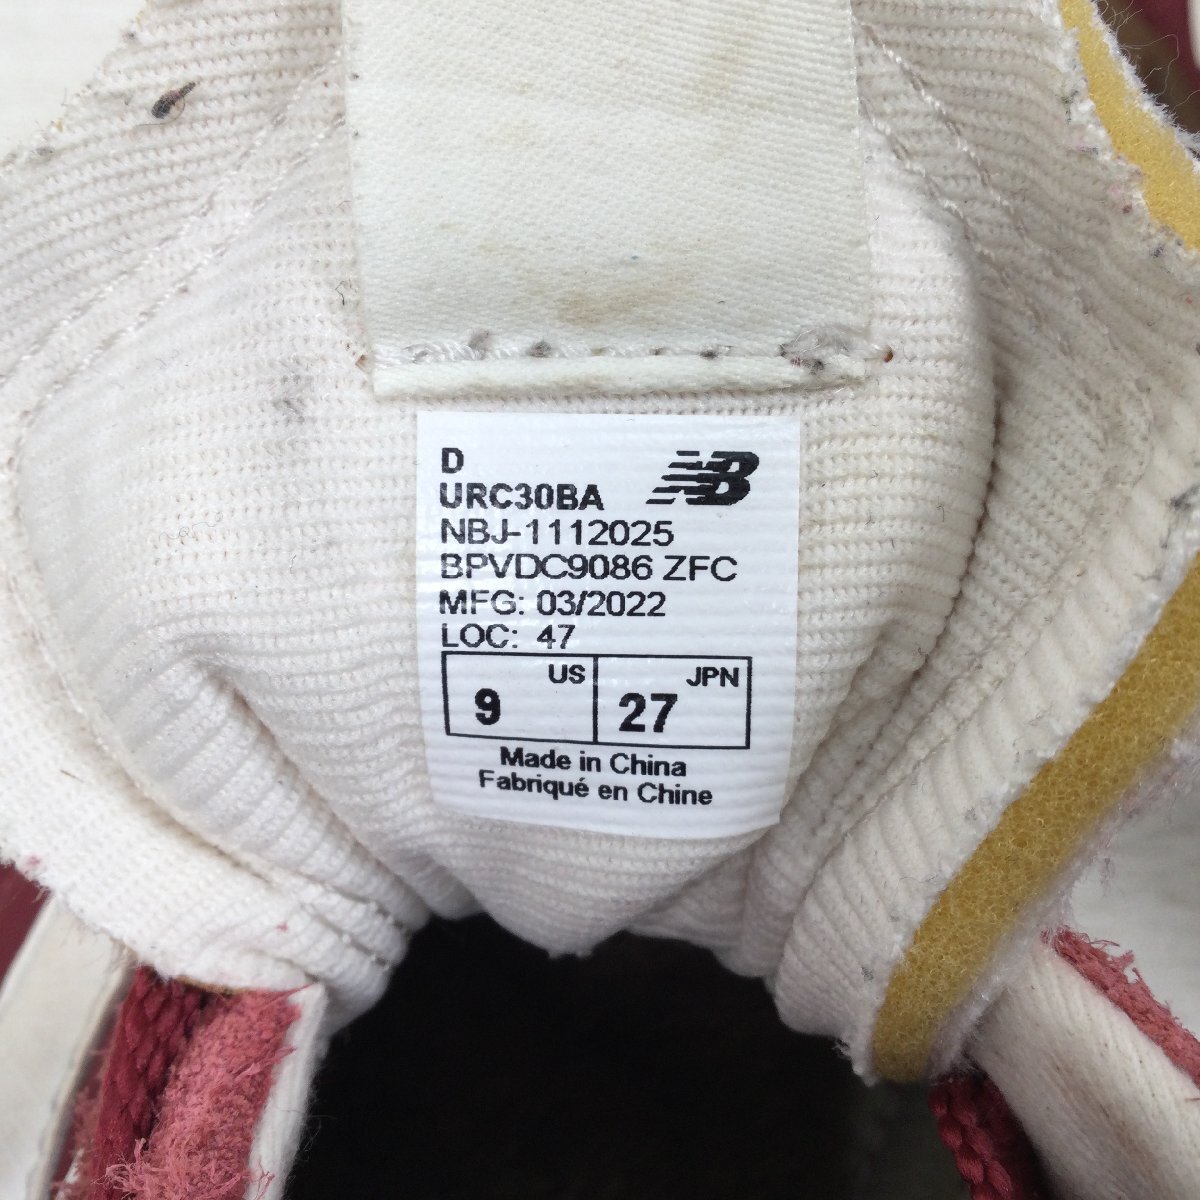 D
NB
URC30BA
NBJ-1112025
BPVDC9086 ZFC
MFG: 03/2022
LOC: 47
9 US 27 JPN
Made in China
Fabriqué en Chine